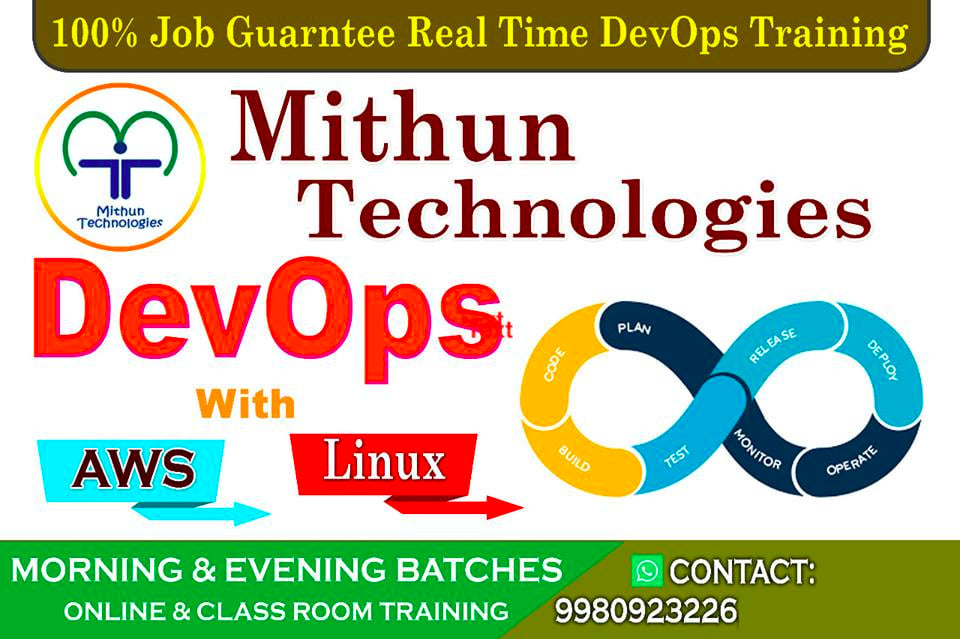 100% Job Guarntee Real Time DevOps Training
Mithun
Technologies
Mithun
Technologies
DevOps
With
AWS
Linux
PLAN
CODE
BUILD
TEST
RELEASE
DEPLOY
OPERATE
MONITOR
MORNING & EVENING BATCHES
ONLINE & CLASS ROOM TRAINING
CONTACT:
9980923226